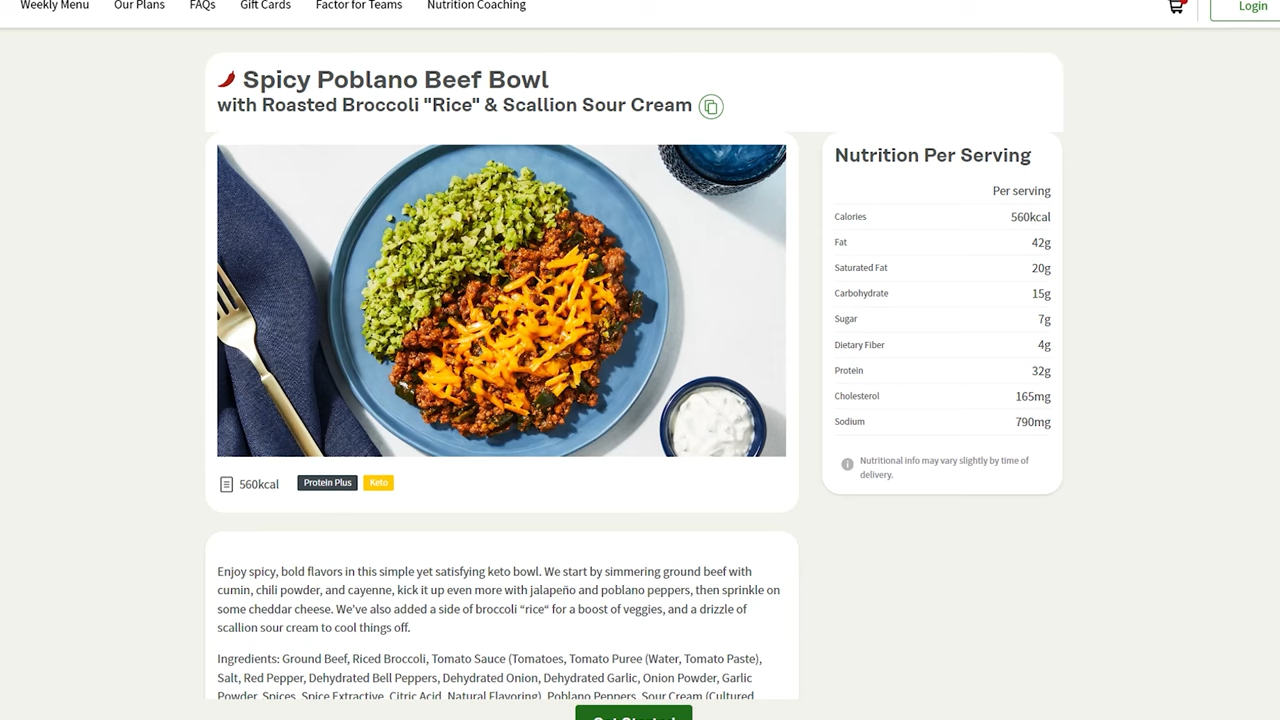 Weekly Menu Our Plans FAQs Gift Cards Factor for Teams Nutrition Coaching
Login
Spicy Poblano Beef Bowl
with Roasted Broccoli "Rice" & Scallion Sour Cream
560kcal Protein Plus Keto
Nutrition Per Serving
Per serving
Calories 560kcal
Fat 42g
Saturated Fat 20g
Carbohydrate 15g
Sugar 7g
Dietary Fiber 4g
Protein 32g
Cholesterol 165mg
Sodium 790mg
Nutritional info may vary slightly by time of
delivery.
Enjoy spicy, bold flavors in this simple yet satisfying keto bowl. We start by simmering ground beef with
cumin, chili powder, and cayenne, kick it up even more with jalapeño and poblano peppers, then sprinkle on
some cheddar cheese. We've also added a side of broccoli “rice“ for a boost of veggies, and a drizzle of
scallion sour cream to cool things off.
Ingredients: Ground Beef, Riced Broccoli, Tomato Sauce (Tomatoes, Tomato Puree (Water, Tomato Paste),
Salt, Red Pepper, Dehydrated Bell Peppers, Dehydrated Onion, Dehydrated Garlic, Onion Powder, Garlic
Powder, Spices, Spice Extractive, Citric Acid, Natural Flavoring), Poblano Peppers, Sour Cream (Cultured
Get Started